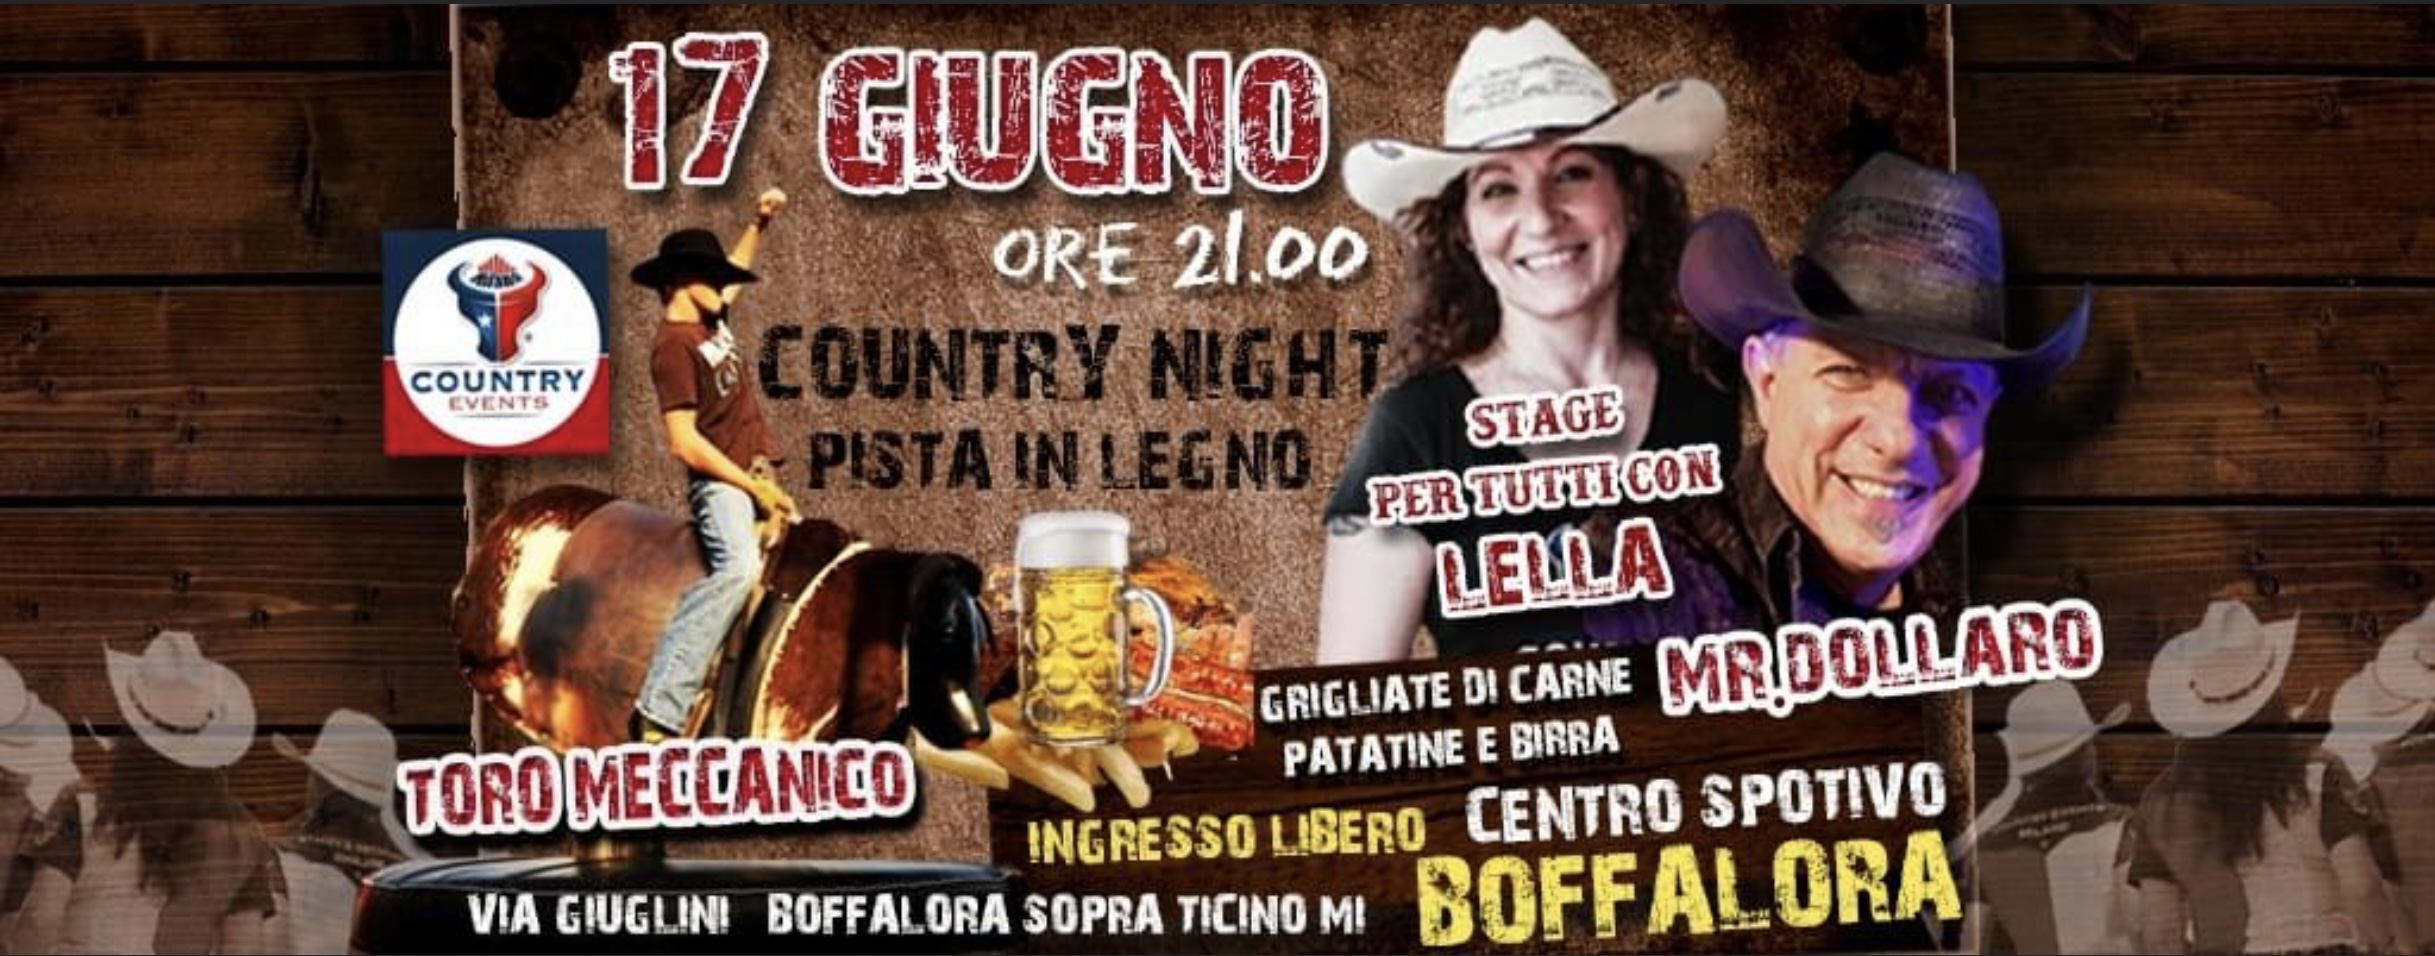 17 GIUGNO
ORE 21.00
COUNTRY
EVENTS
COUNTRY NIGHT
PISTA IN LEGNO
STAGE
PER TUTTI CON
LELLA
MR.DOLLARO
GRIGLIATE DI CARNE
PATATINE E BIRRA
TORO MECCANICO
INGRESSO LIBERO
CENTRO SPOTIVO
BOFFALORA
VIA GIUGLINI BOFFALORA SOPRA TICINO MI